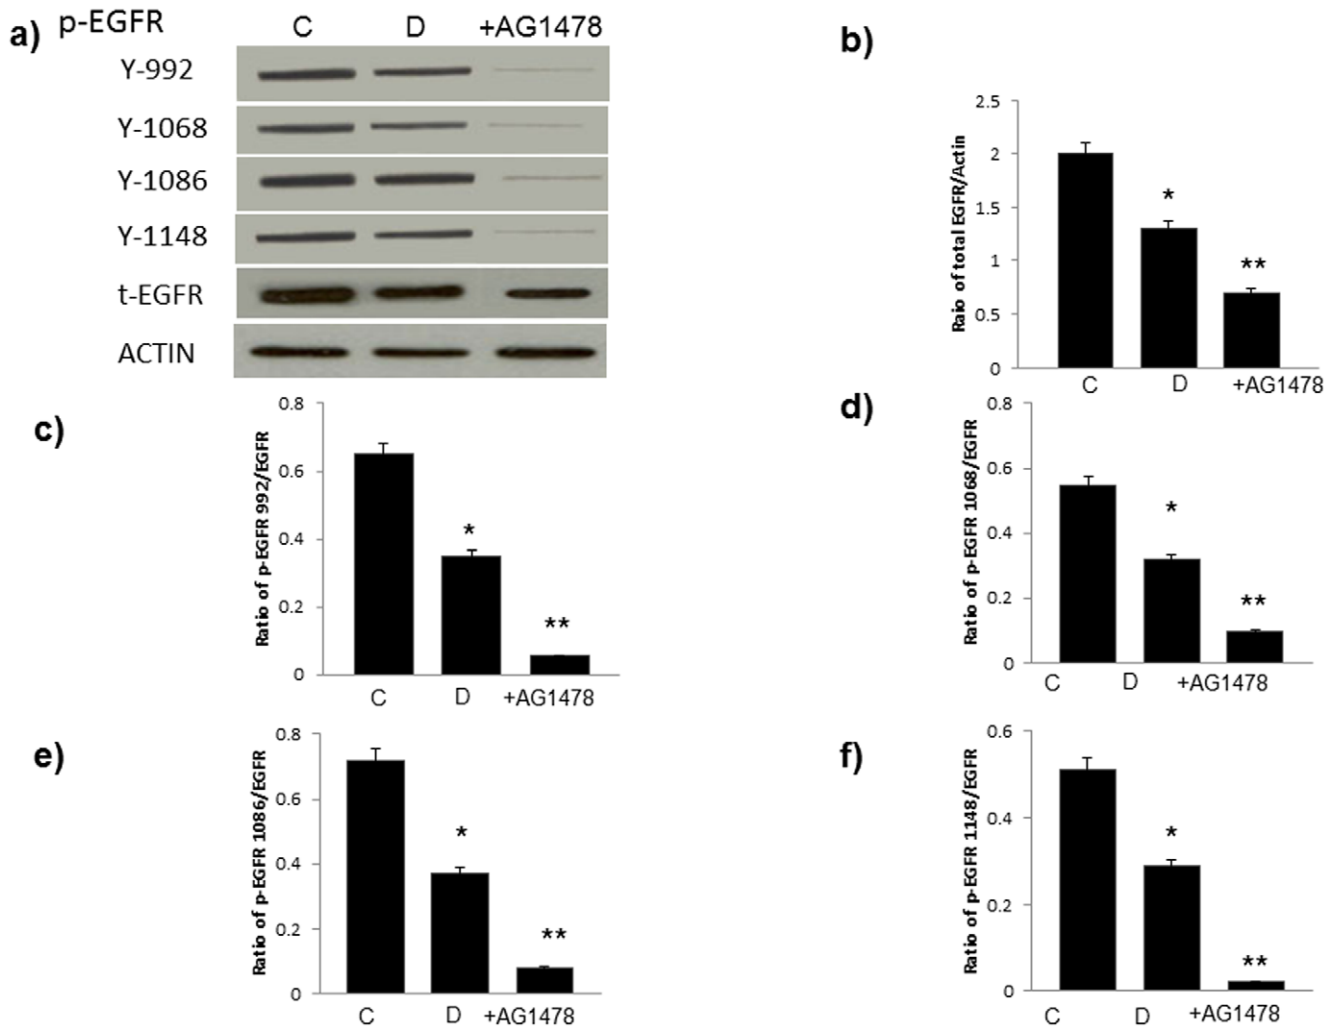 a) p-EGFR C D +AG1478
Y-992
Y-1068
Y-1086
Y-1148
t-EGFR
ACTIN
b)
Raio of total EGFR/Actin
2.5
2
1.5
1
0.5
0
*
**
C D +AG1478
c)
Ratio of p-EGFR 992/EGFR
0.8
0.6
0.4
0.2
0
*
**
C D +AG1478
d)
Ratio of p-EGFR 1068/EGFR
0.8
0.6
0.4
0.2
0
*
**
C D +AG1478
e)
Ratio of p-EGFR 1086/EGFR
0.8
0.6
0.4
0.2
0
*
**
C D +AG1478
f)
Ratio of p-EGFR 1148/EGFR
0.6
0.4
0.2
0
*
**
C D +AG1478